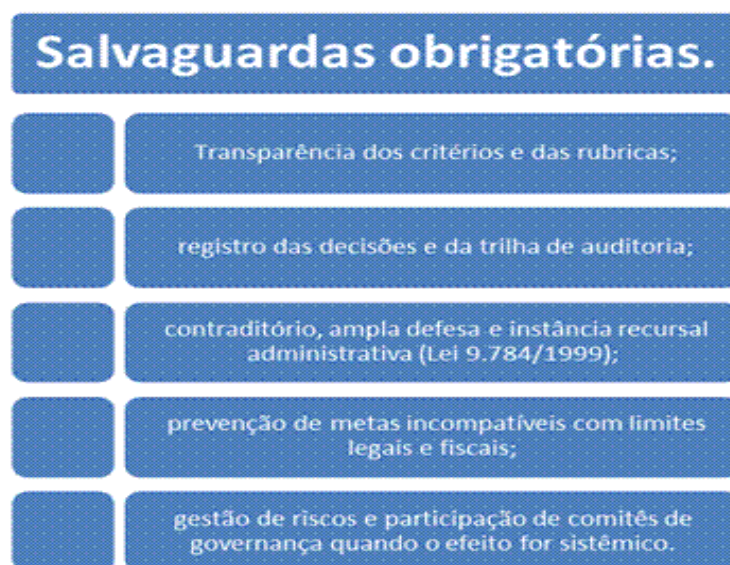 Salvaguardas obrigatórias.
Transparência dos critérios e das rubricas;
registro das decisões e da trilha de auditoria;
contraditório, ampla defesa e instância recursal
administrativa (Lei 9.784/1999);
prevenção de metas incompatíveis com limites
legais e fiscais;
gestão de riscos e participação de comitês de
governança quando o efeito for sistêmico.